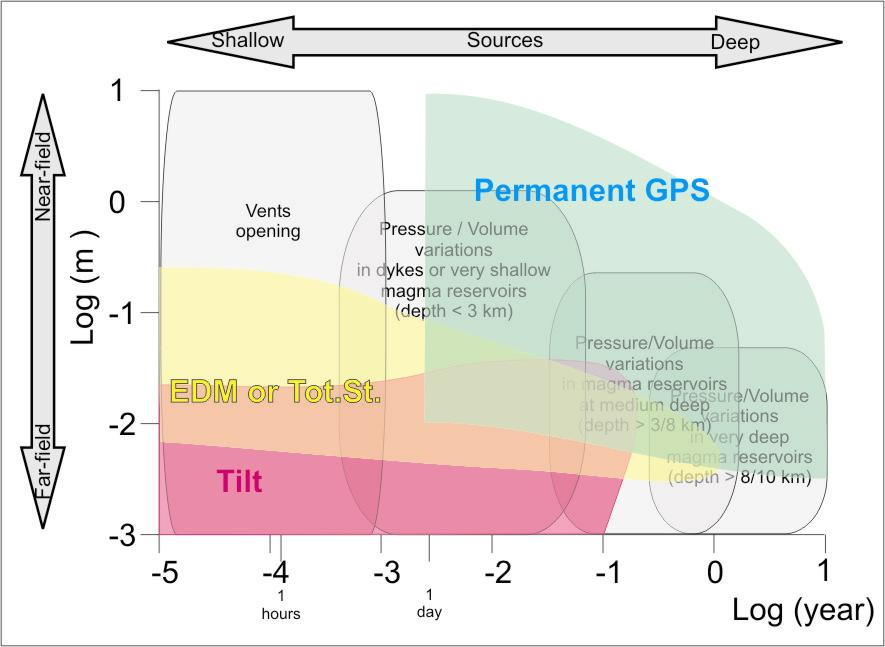 Shallow
Sources
Deep
Near-field
Far-field
Log (m )
1
0
-1
-2
-3
Permanent GPS
Vents
opening
Pressure / Volume
variations
in dykes or very shallow
magma reservoirs
(depth < 3 km)
Pressure/Volume
variations
in magma reservoirs
at medium deep
(depth > 3/8 km)
Pressure/Volume
variations
in very deep
magma reservoirs
(depth > 8/10 km)
EDM or Tot.St.
Tilt
-5
-4
-3
-2
-1
0
1
1
hours
1
day
Log (year)